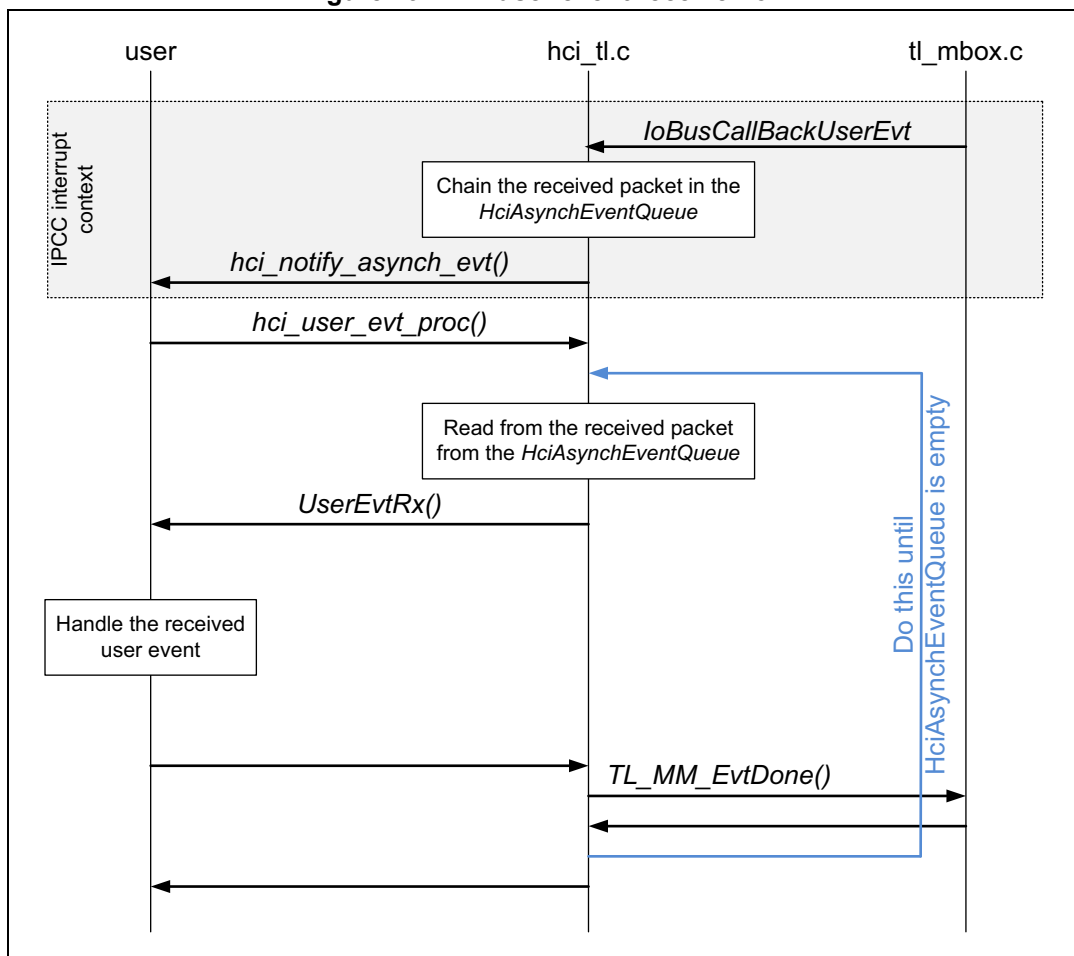 user
hci_tl.c
tl_mbox.c
IoBusCallBackUserEvt
IPCC interrupt
context
Chain the received packet in the
HciAsynchEventQueue
hci_notify_asynch_evt()
hci_user_evt_proc()
Read from the received packet
from the HciAsynchEventQueue
UserEvtRx()
Do this until
HciAsynchEventQueue is empty
Handle the received
user event
TL_MM_EvtDone()